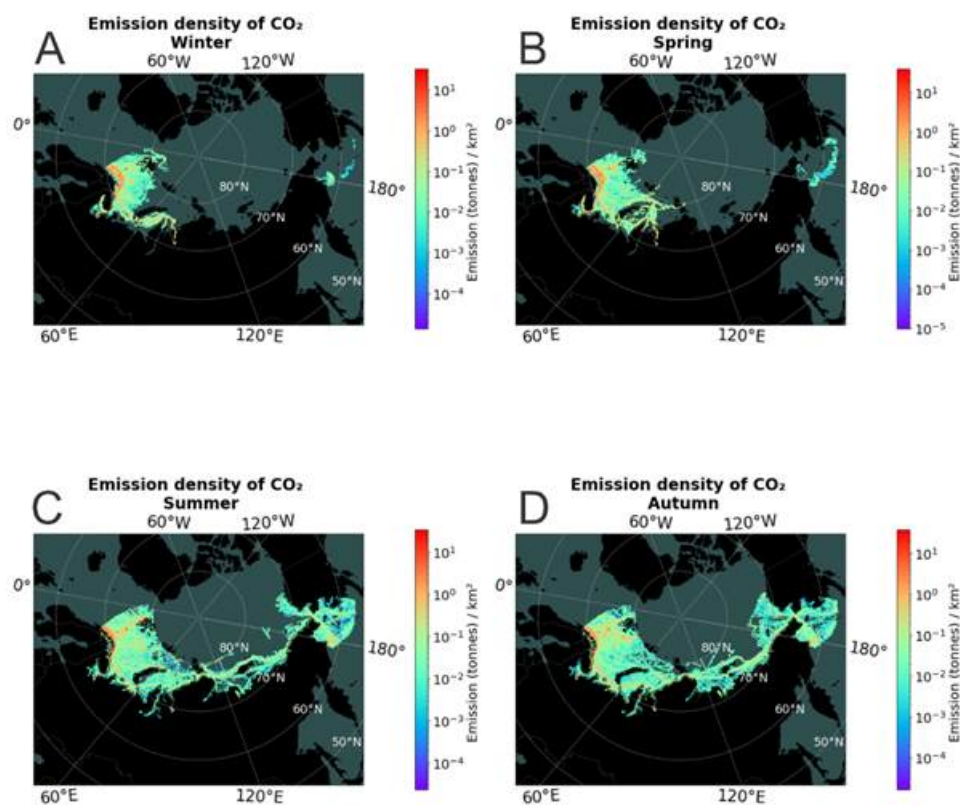 A
Emission density of CO₂
Winter
60°W
120°W
0°
180°
80°N
70°N
60°N
50°N
60°E
120°E
10¹
10⁰
10⁻¹
10⁻²
10⁻³
10⁻⁴
Emission (tonnes) / km²
B
Emission density of CO₂
Spring
60°W
120°W
0°
180°
80°N
70°N
60°N
50°N
60°E
120°E
10¹
10⁰
10⁻¹
10⁻²
10⁻³
10⁻⁴
10⁻⁵
Emission (tonnes) / km²
C
Emission density of CO₂
Summer
60°W
120°W
0°
180°
80°N
70°N
60°N
50°N
60°E
120°E
10¹
10⁰
10⁻¹
10⁻²
10⁻³
10⁻⁴
Emission (tonnes) / km²
D
Emission density of CO₂
Autumn
60°W
120°W
0°
180°
80°N
70°N
60°N
50°N
60°E
120°E
10¹
10⁰
10⁻¹
10⁻²
10⁻³
10⁻⁴
Emission (tonnes) / km²